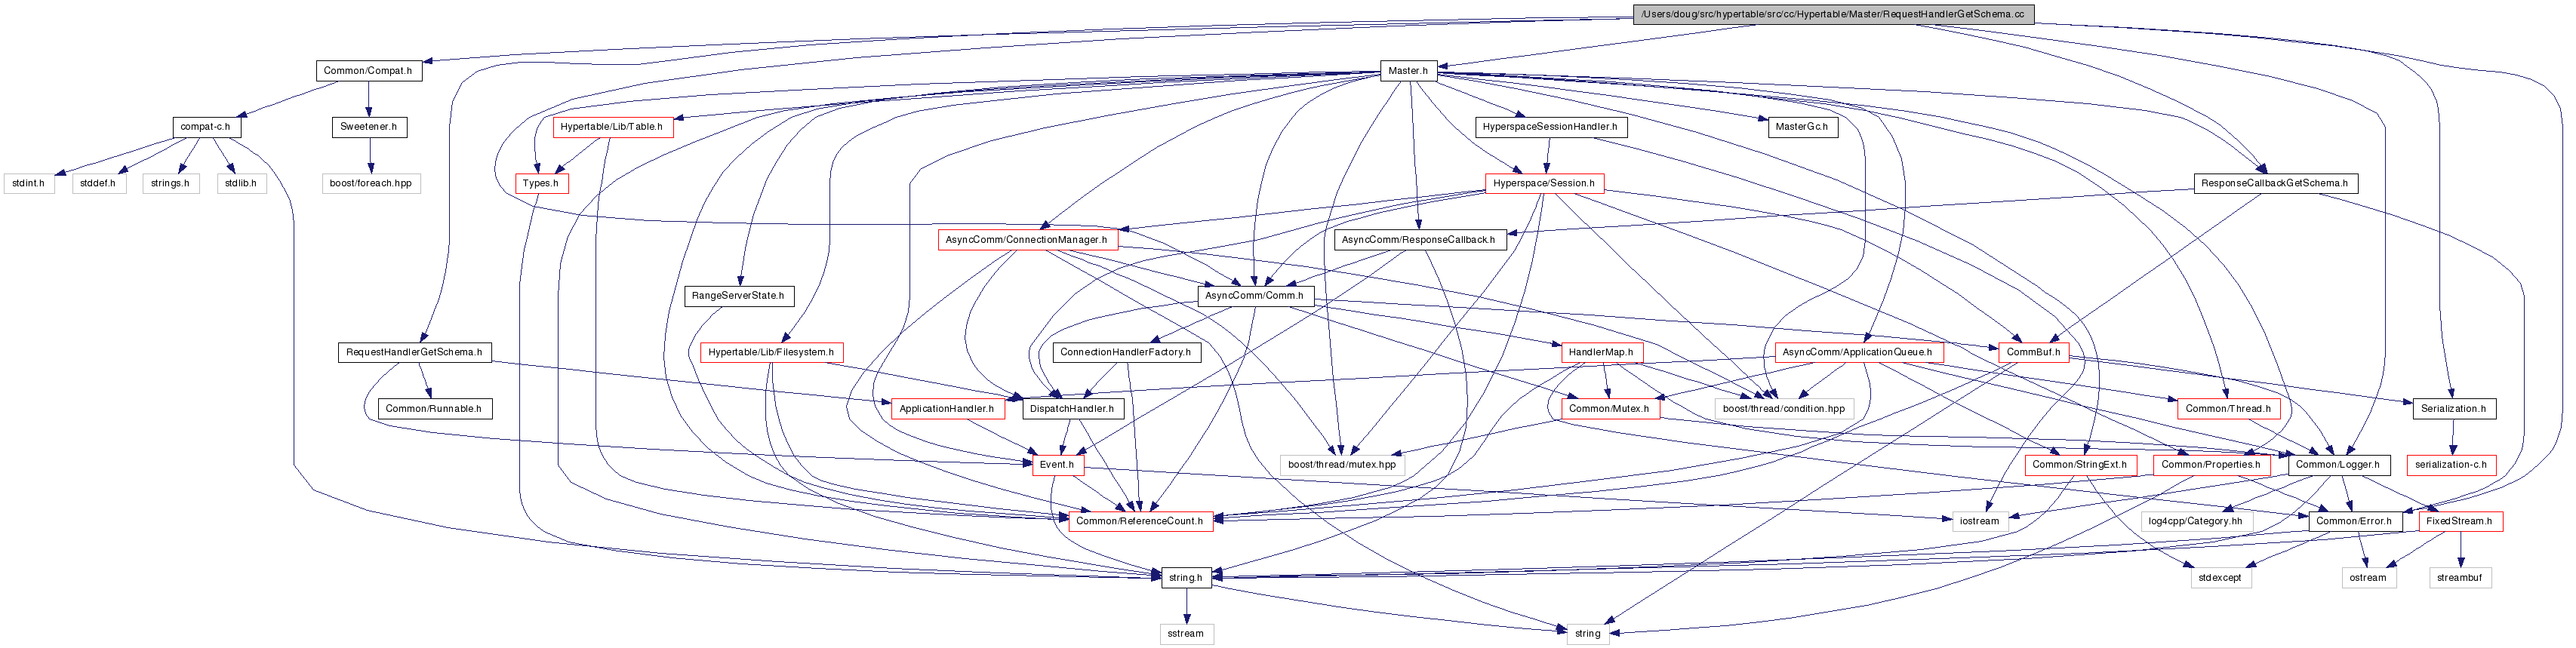 /Users/doug/src/hypertable/src/cc/Hypertable/Master/RequestHandlerGetSchema.cc
Common/Compat.h
Master.h
compat-c.h
Sweetener.h
Hypertable/Lib/Table.h
HyperspaceSessionHandler.h
MasterGc.h
stdint.h
stddef.h
strings.h
stdlib.h
boost/foreach.hpp
Types.h
Hyperspace/Session.h
ResponseCallbackGetSchema.h
AsyncComm/ConnectionManager.h
AsyncComm/ResponseCallback.h
RangeServerState.h
AsyncComm/Comm.h
RequestHandlerGetSchema.h
Hypertable/Lib/Filesystem.h
ConnectionHandlerFactory.h
HandlerMap.h
AsyncComm/ApplicationQueue.h
CommBuf.h
Common/Runnable.h
ApplicationHandler.h
DispatchHandler.h
Common/Mutex.h
boost/thread/condition.hpp
Common/Thread.h
Serialization.h
Event.h
boost/thread/mutex.hpp
Common/StringExt.h
Common/Properties.h
Common/Logger.h
serialization-c.h
Common/ReferenceCount.h
iostream
log4cpp/Category.hh
Common/Error.h
FixedStream.h
string.h
stdexcept
ostream
streambuf
sstream
string